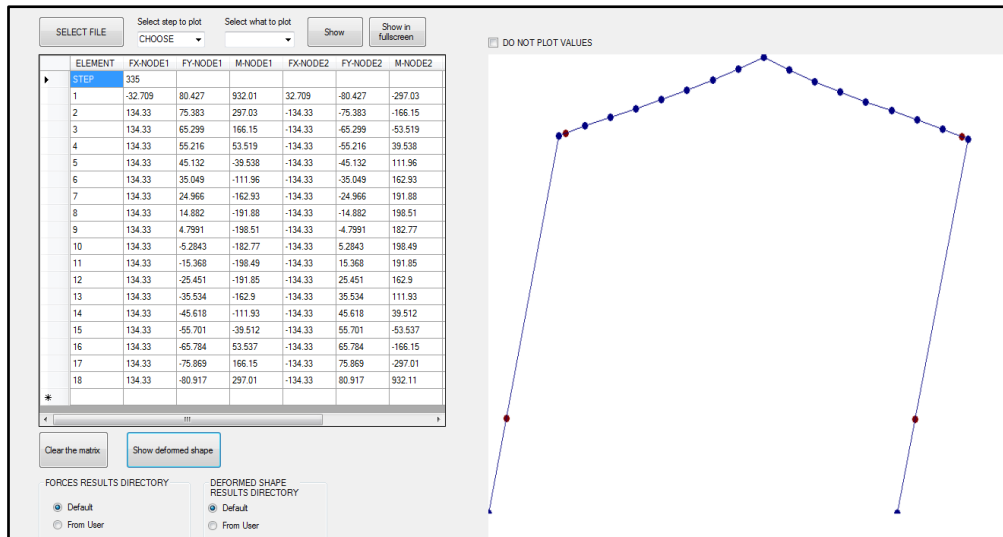 SELECT FILE
Select step to plot
CHOOSE
Select what to plot
Show
Show in
fullscreen
DO NOT PLOT VALUES
ELEMENT FX-NODE1 FY-NODE1 M-NODE1 FX-NODE2 FY-NODE2 M-NODE2
STEP 335
1 -32.709 80.427 932.01 32.709 -80.427 -297.03
2 134.33 75.383 297.03 -134.33 -75.383 -166.15
3 134.33 65.299 166.15 -134.33 -65.299 -53.519
4 134.33 55.216 53.519 -134.33 -55.216 39.538
5 134.33 45.132 -39.538 -134.33 -45.132 111.96
6 134.33 35.049 -111.96 -134.33 -35.049 162.93
7 134.33 24.966 -162.93 -134.33 -24.966 191.88
8 134.33 14.882 -191.88 -134.33 -14.882 198.51
9 134.33 4.7991 -198.51 -134.33 -4.7991 182.77
10 134.33 -5.2843 -182.77 -134.33 5.2843 198.49
11 134.33 -15.368 -198.49 -134.33 15.368 191.85
12 134.33 -25.451 -191.85 -134.33 25.451 162.9
13 134.33 -35.534 -162.9 -134.33 35.534 111.93
14 134.33 -45.618 -111.93 -134.33 45.618 39.512
15 134.33 -55.701 -39.512 -134.33 55.701 -53.537
16 134.33 -65.784 53.537 -134.33 65.784 -166.15
17 134.33 -75.869 166.15 -134.33 75.869 -297.01
18 134.33 -80.917 297.01 -134.33 80.917 932.11
Clear the matrix
Show deformed shape
FORCES RESULTS DIRECTORY
Default
From User
DEFORMED SHAPE
RESULTS DIRECTORY
Default
From User